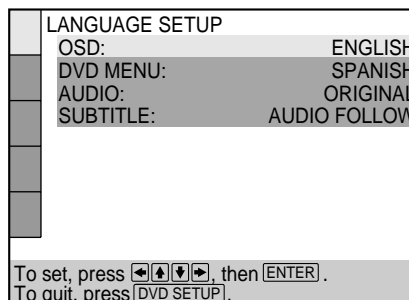 LANGUAGE SETUP
OSD: ENGLISH
DVD MENU: SPANISH
AUDIO: ORIGINAL
SUBTITLE: AUDIO FOLLOW
To set, press ←↑↓→, then ENTER.
To quit, press DVD SETUP.